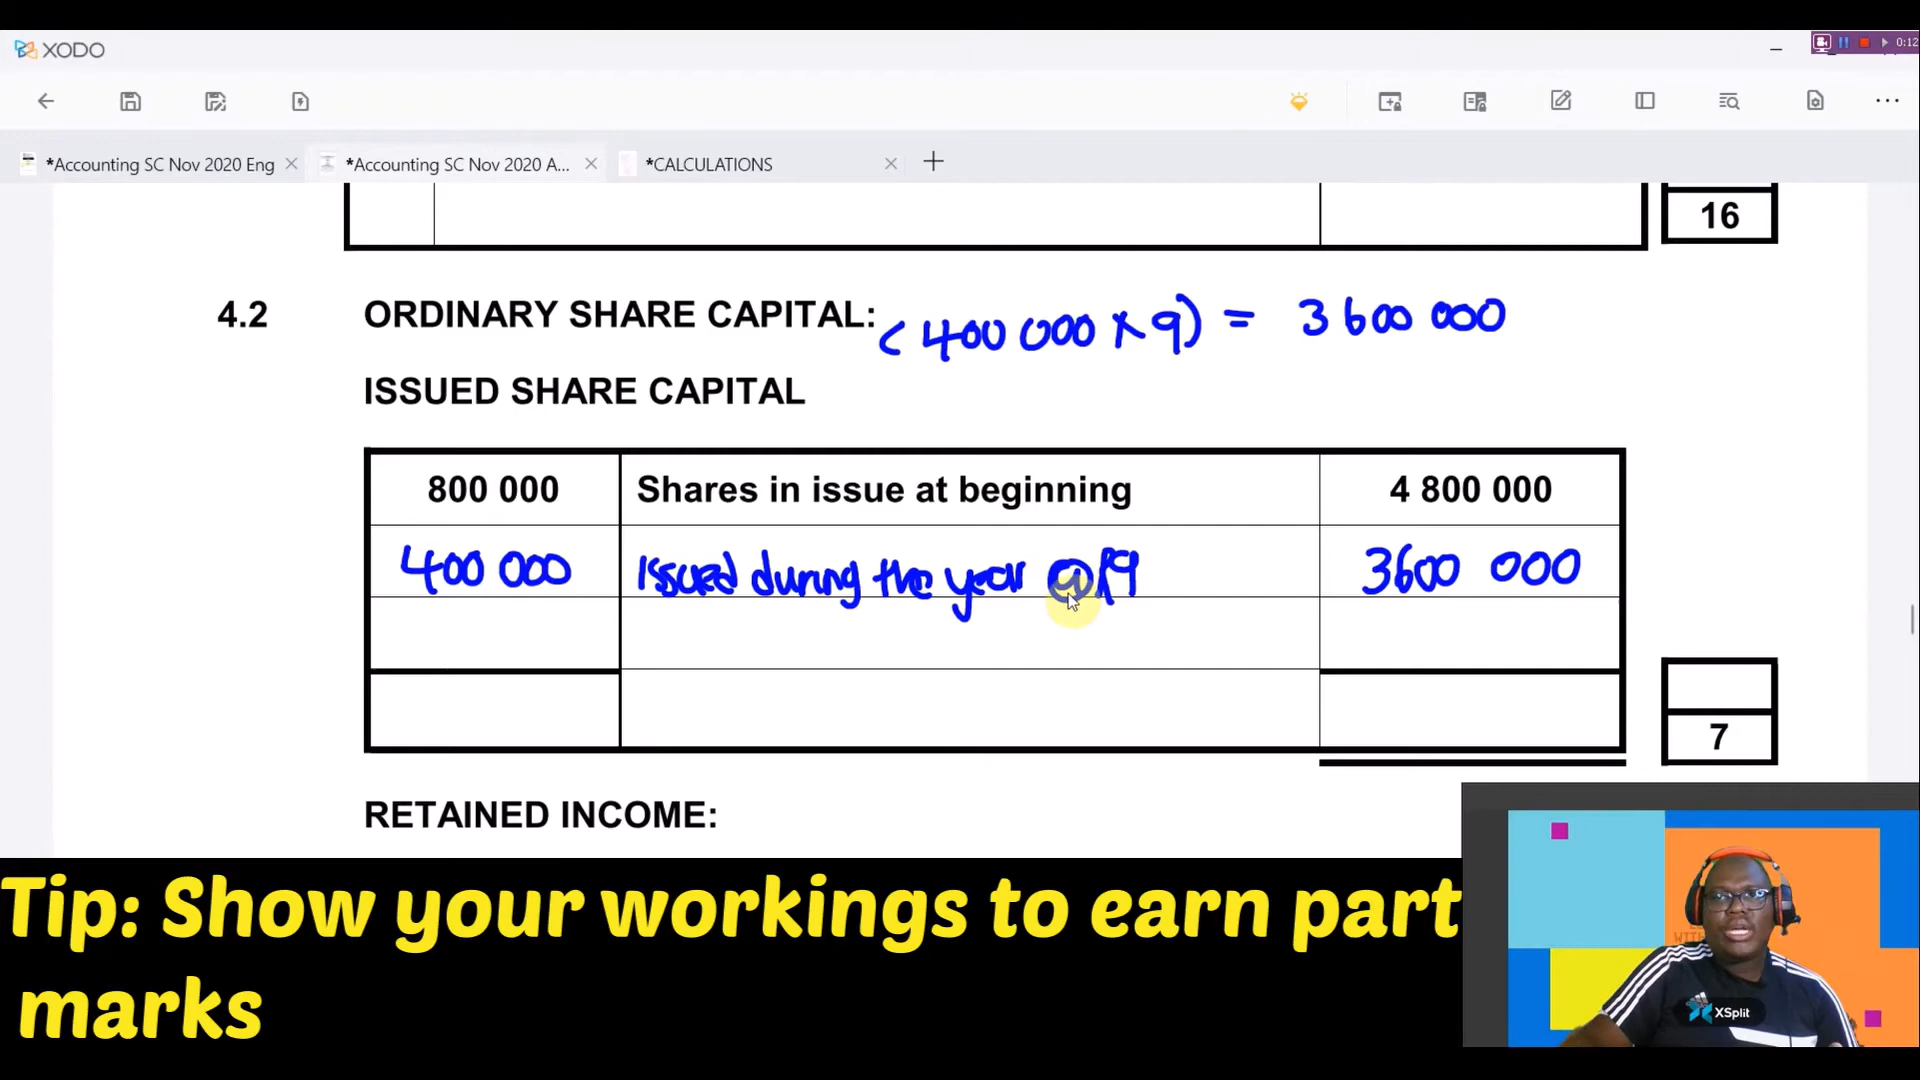 XODO
0:12
*Accounting SC Nov 2020 Eng
*Accounting SC Nov 2020 A...
*CALCULATIONS
16
4.2 ORDINARY SHARE CAPITAL: (400 000 x 9) = 3 600 000
ISSUED SHARE CAPITAL
800 000 Shares in issue at beginning 4 800 000
400 000 Issued during the year @ R9 3600 000
7
RETAINED INCOME:
Tip: Show your workings to earn part
marks
XSplit